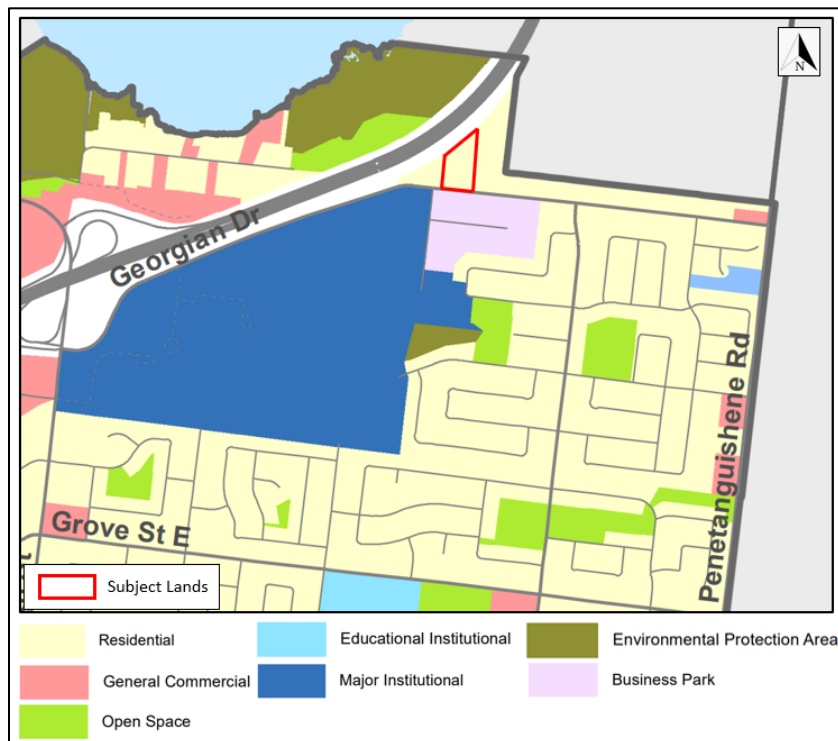 N
Georgian Dr
Penetanguishene Rd
Grove St E
Subject Lands
Residential
Educational Institutional
Environmental Protection Area
General Commercial
Major Institutional
Business Park
Open Space